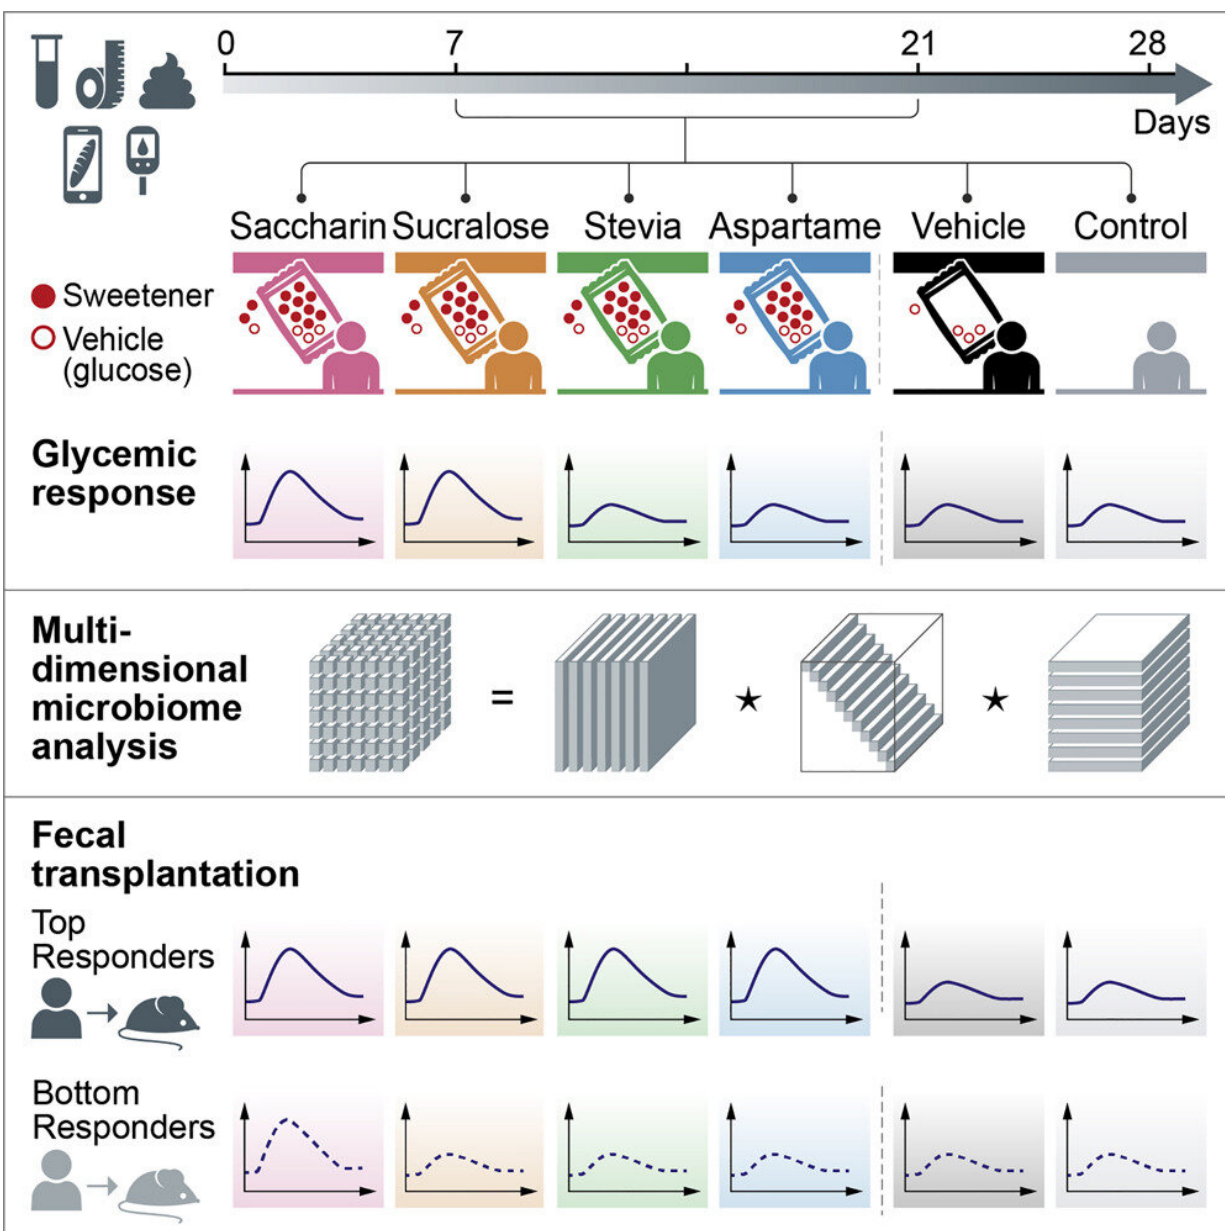 0 7 21 28
Days
Saccharin Sucralose Stevia Aspartame Vehicle Control
Sweetener
Vehicle
(glucose)
Glycemic
response
Multi-
dimensional
microbiome
analysis
= ★ ★
Fecal
transplantation
Top
Responders
Bottom
Responders